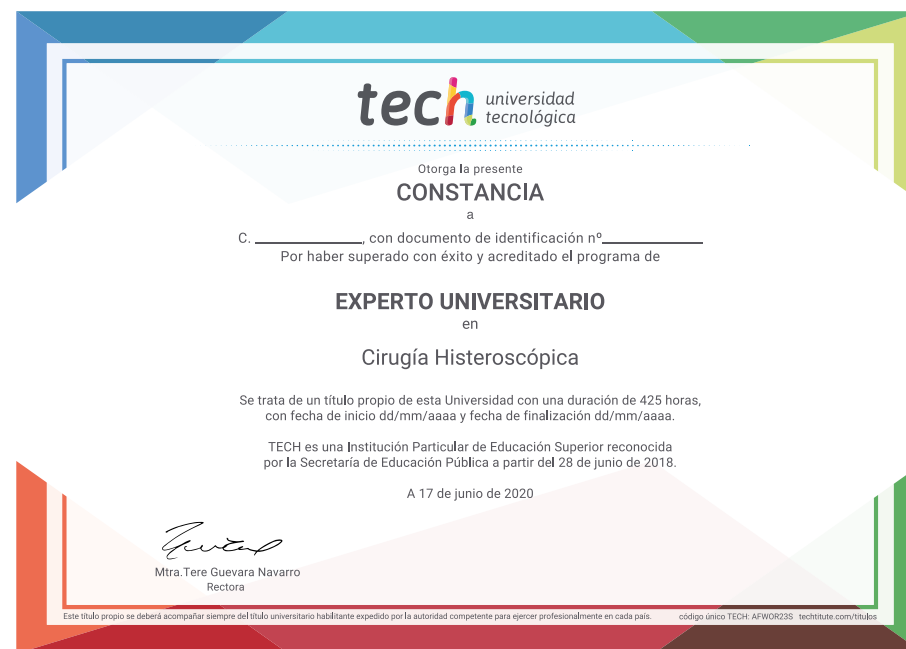 tech universidad
tecnológica
Otorga la presente
CONSTANCIA
a
C. ______________, con documento de identificación nº_____________
Por haber superado con éxito y acreditado el programa de
EXPERTO UNIVERSITARIO
en
Cirugía Histeroscópica
Se trata de un título propio de esta Universidad con una duración de 425 horas,
con fecha de inicio dd/mm/aaaa y fecha de finalización dd/mm/aaaa.
TECH es una Institución Particular de Educación Superior reconocida
por la Secretaría de Educación Pública a partir del 28 de junio de 2018.
A 17 de junio de 2020
Mtra.Tere Guevara Navarro
Rectora
Este título propio se deberá acompañar siempre del título universitario habilitante expedido por la autoridad competente para ejercer profesionalmente en cada país. código único TECH: AFWOR23S techtitute.com/titulos